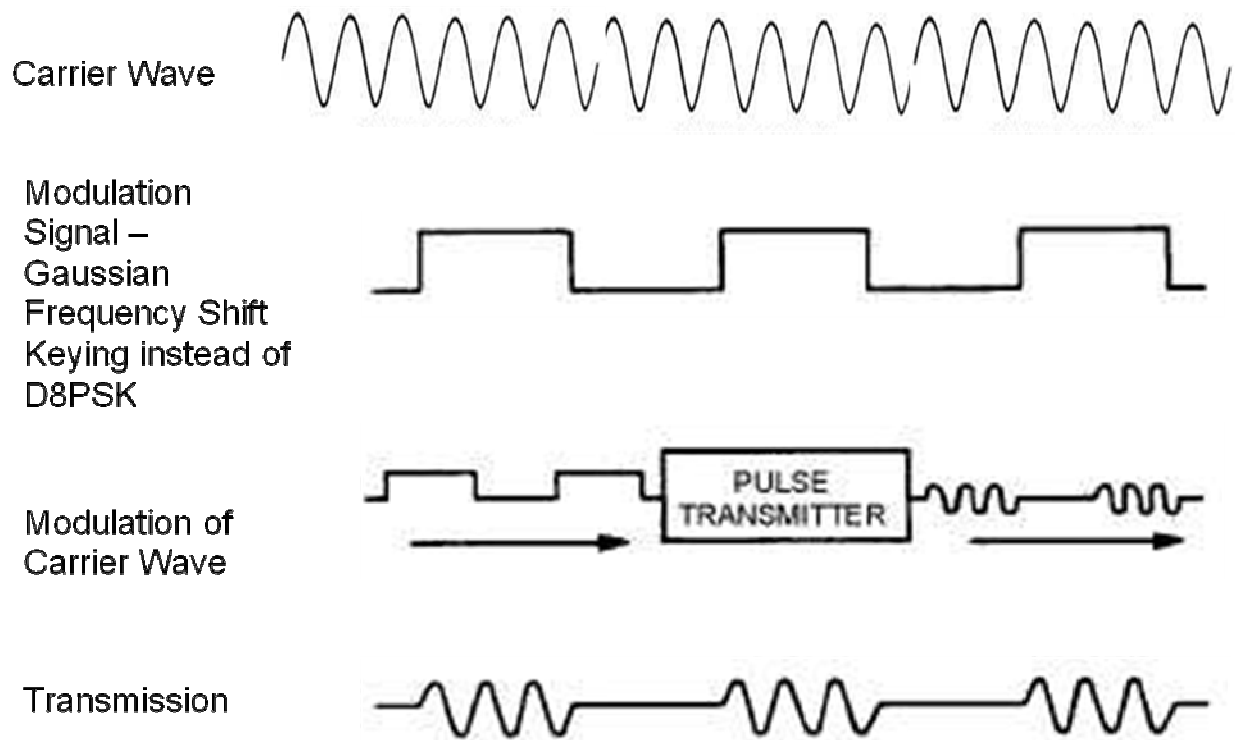 Carrier Wave
Modulation
Signal –
Gaussian
Frequency Shift
Keying instead of
D8PSK
Modulation of
Carrier Wave
PULSE
TRANSMITTER
Transmission